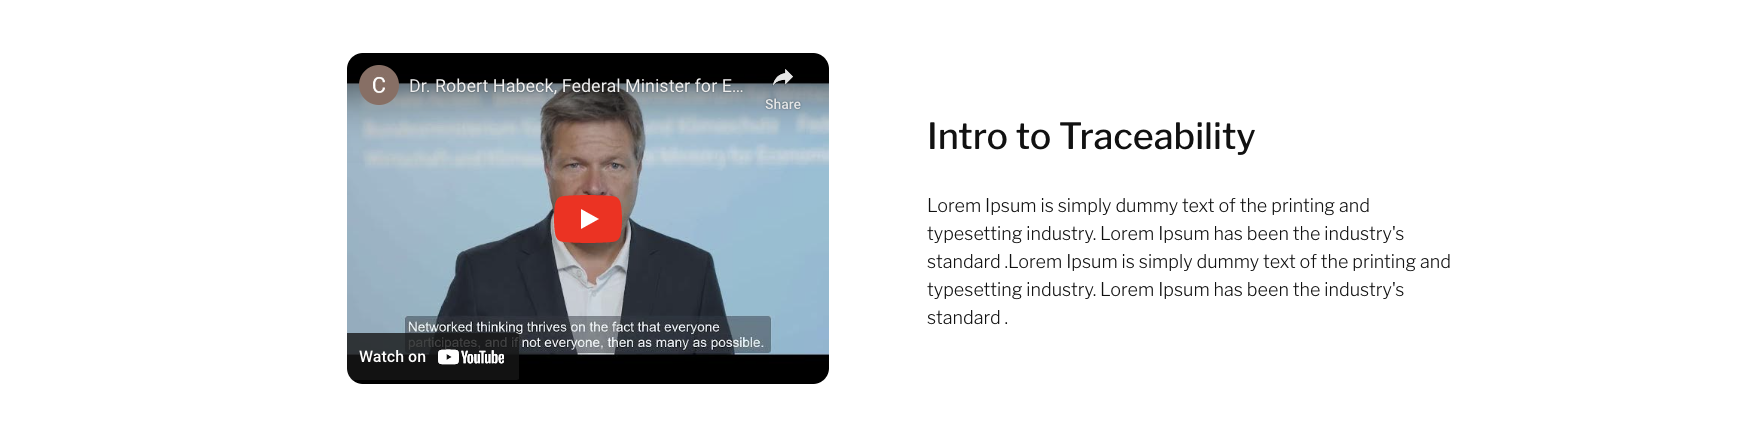 C
Dr. Robert Habeck, Federal Minister for E...
Share
Networked thinking thrives on the fact that everyone
participates, and if not everyone, then as many as possible.
Watch on YouTube
Intro to Traceability
Lorem Ipsum is simply dummy text of the printing and
typesetting industry. Lorem Ipsum has been the industry's
standard .Lorem Ipsum is simply dummy text of the printing and
typesetting industry. Lorem Ipsum has been the industry's
standard .